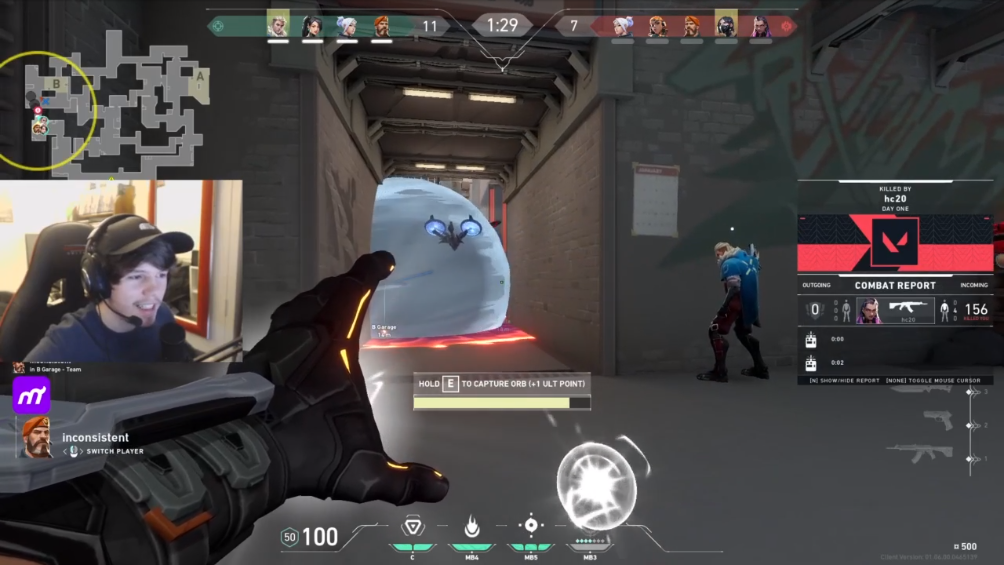 11
1:29
7
B
A
KILLED BY
hc20
DAY ONE
OUTGOING
COMBAT REPORT
INCOMING
0
hc20
156
KILLED YOU
0:00
0:02
[N] SHOW/HIDE REPORT [NONE] TOGGLE MOUSE CURSOR
B Garage
HOLD E TO CAPTURE ORB (+1 ULT POINT)
in B Garage - Team
inconsistent
SWITCH PLAYER
3
2
1
50 100
C
MB4
MB5
MB3
500